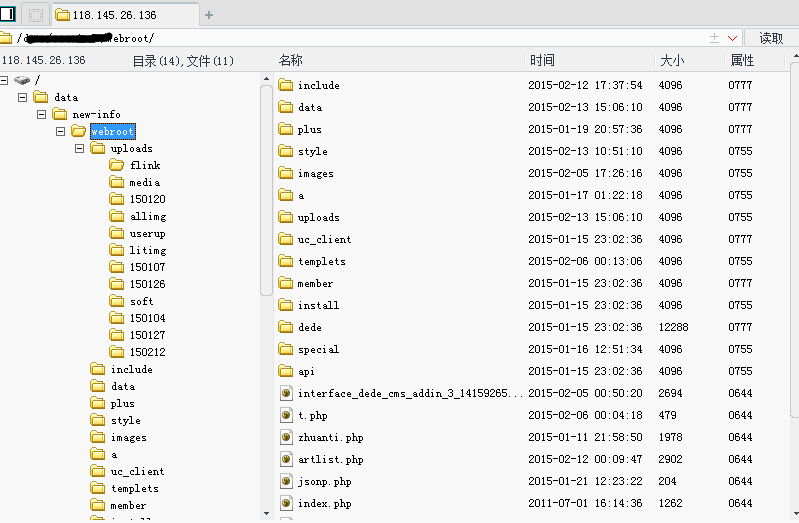 118.145.26.136
+
/d webroot/ 读取
118.145.26.136 目录(14),文件(11) 名称 时间 大小 属性
/
data
new-info
webroot
uploads
flink
media
150120
allimg
userup
litimg
150107
150126
soft
150104
150127
150212
include
data
plus
style
images
a
uc_client
templets
member
include 2015-02-12 17:37:54 4096 0777
data 2015-02-13 15:06:10 4096 0777
plus 2015-01-19 20:57:36 4096 0777
style 2015-02-13 10:51:10 4096 0755
images 2015-02-05 17:26:16 4096 0755
a 2015-01-17 01:22:18 4096 0755
uploads 2015-02-13 15:06:10 4096 0755
uc_client 2015-01-15 23:02:36 4096 0777
templets 2015-02-06 00:13:06 4096 0755
member 2015-01-15 23:02:36 4096 0755
install 2015-01-15 23:02:36 4096 0755
dede 2015-01-15 23:02:36 12288 0777
special 2015-01-16 12:51:34 4096 0755
api 2015-01-15 23:02:36 4096 0755
interface_dede_cms_addin_3_14159265... 2015-02-05 00:50:20 2694 0644
t.php 2015-02-06 00:04:18 479 0644
zhuanti.php 2015-01-11 21:58:50 1978 0644
artlist.php 2015-02-12 00:09:47 2902 0644
jsonp.php 2015-01-21 12:23:22 204 0644
index.php 2011-07-01 16:14:36 1262 0644